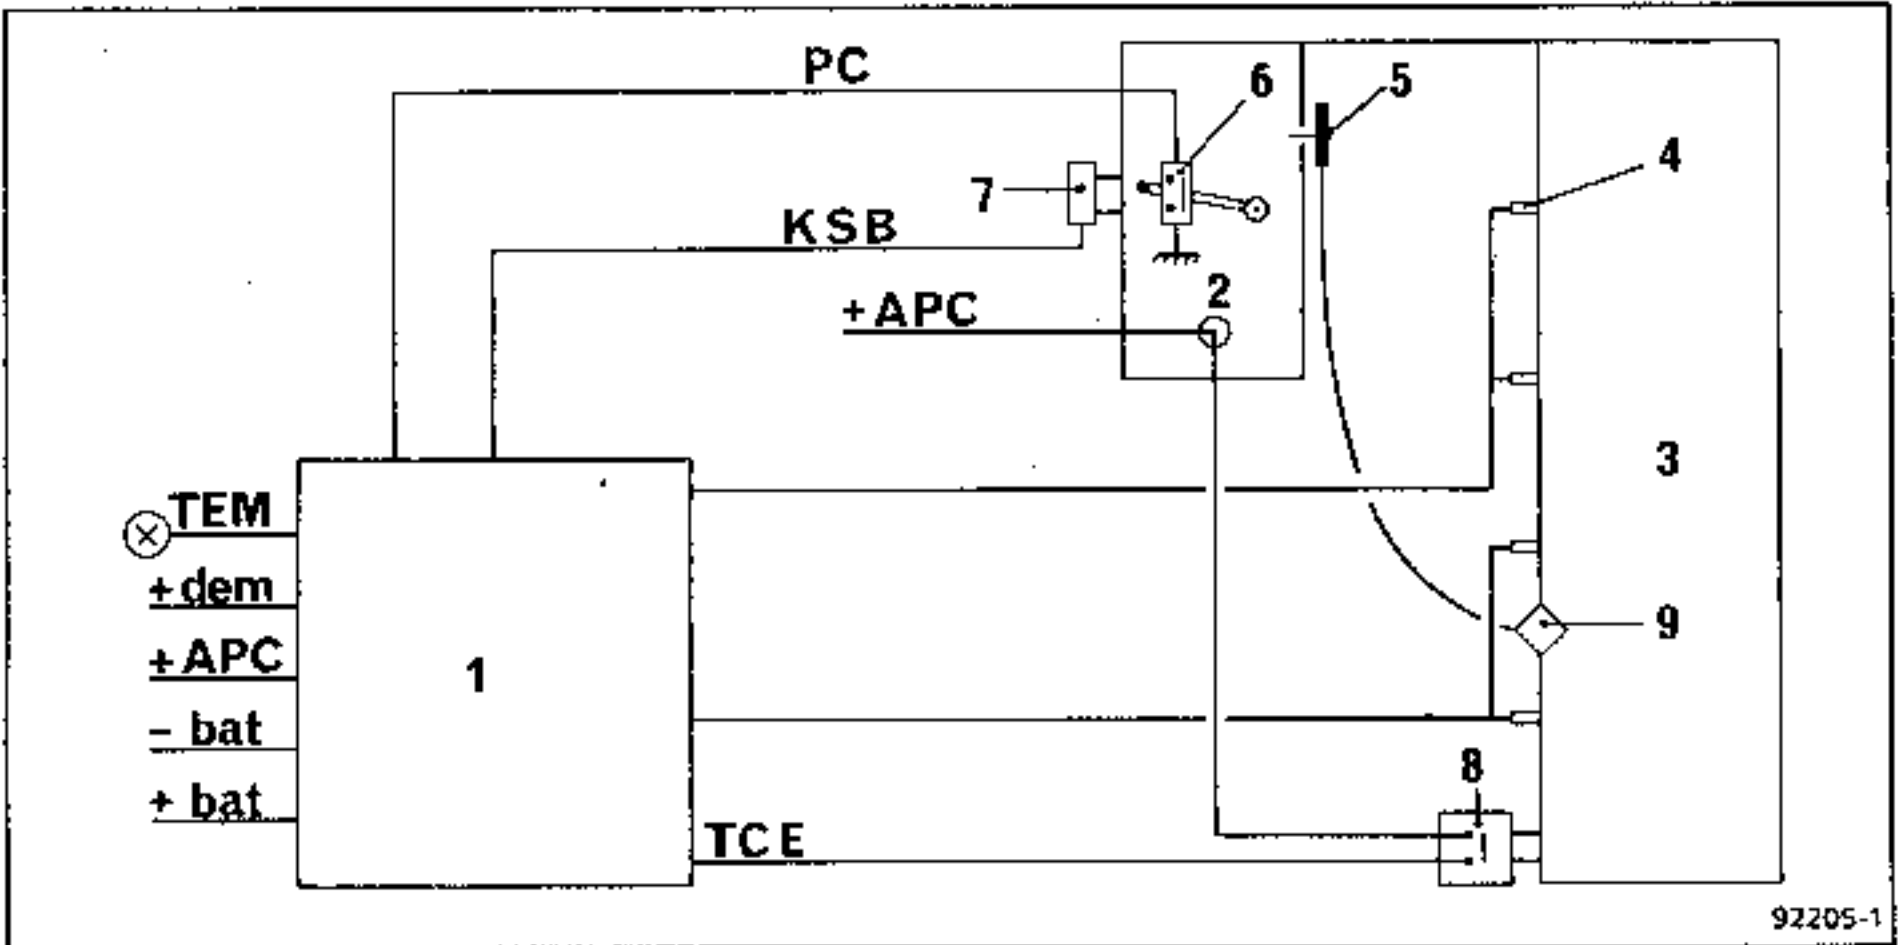 PC
6
5
4
7
KSB
2
+ APC
3
TEM
+ dem
+ APC
1
9
- bat
8
+ bat
TCE
92205-1